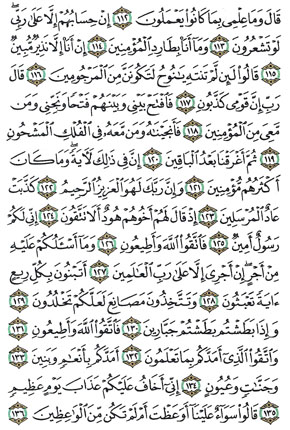 قَالَ وَمَا عِلْمِي بِمَا كَانُوا يَعْمَلُونَ ١١٢ إِنْ حِسَابُهُمْ إِلَّا عَلَىٰ رَبِّي
لَوْ تَشْعُرُونَ ١١٣ وَمَا أَنَا بِطَارِدِ الْمُؤْمِنِينَ ١١٤ إِنْ أَنَا إِلَّا نَذِيرٌ مُّبِينٌ
١١٥ قَالُوا لَئِن لَّمْ تَنتَهِ يَا نُوحُ لَتَكُونَنَّ مِنَ الْمَرْجُومِينَ ١١٦ قَالَ
رَبِّ إِنَّ قَوْمِي كَذَّبُونِ ١١٧ فَافْتَحْ بَيْنِي وَبَيْنَهُمْ فَتْحًا وَنَجِّنِي وَمَن
مَّعِيَ مِنَ الْمُؤْمِنِينَ ١١٨ فَأَنجَيْنَاهُ وَمَن مَّعَهُ فِي الْفُلْكِ الْمَشْحُونِ
١١٩ ثُمَّ أَغْرَقْنَا بَعْدُ الْبَاقِينَ ١٢٠ إِنَّ فِي ذَٰلِكَ لَآيَةً وَمَا كَانَ
أَكْثَرُهُم مُّؤْمِنِينَ ١٢١ وَإِنَّ رَبَّكَ لَهُوَ الْعَزِيزُ الرَّحِيمُ ١٢٢ كَذَّبَتْ
عَادٌ الْمُرْسَلِينَ ١٢٣ إِذْ قَالَ لَهُمْ أَخُوهُمْ هُودٌ أَلَا تَتَّقُونَ ١٢٤ إِنِّي لَكُمْ
رَسُولٌ أَمِينٌ ١٢٥ فَاتَّقُوا اللَّهَ وَأَطِيعُونِ ١٢٦ وَمَا أَسْأَلُكُمْ عَلَيْهِ
مِنْ أَجْرٍ إِنْ أَجْرِيَ إِلَّا عَلَىٰ رَبِّ الْعَالَمِينَ ١٢٧ أَتَبْنُونَ بِكُلِّ رِيعٍ
آيَةً تَعْبَثُونَ ١٢٨ وَتَتَّخِذُونَ مَصَانِعَ لَعَلَّكُمْ تَخْلُدُونَ ١٢٩
وَإِذَا بَطَشْتُم بَطَشْتُمْ جَبَّارِينَ ١٣٠ فَاتَّقُوا اللَّهَ وَأَطِيعُونِ ١٣١
وَاتَّقُوا الَّذِي أَمَدَّكُم بِمَا تَعْلَمُونَ ١٣٢ أَمَدَّكُم بِأَنْعَامٍ وَبَنِينَ ١٣٣
وَجَنَّاتٍ وَعُيُونٍ ١٣٤ إِنِّي أَخَافُ عَلَيْكُمْ عَذَابَ يَوْمٍ عَظِيمٍ
١٣٥ قَالُوا سَوَاءٌ عَلَيْنَا أَوَعَظْتَ أَمْ لَمْ تَكُن مِّنَ الْوَاعِظِينَ ١٣٦